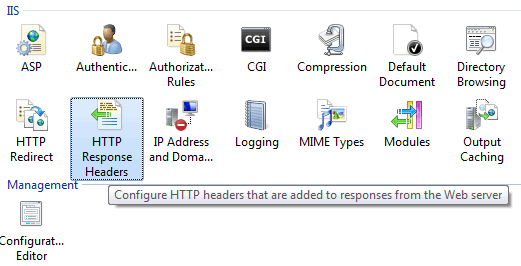 IIS
ASP
Authentic...
Authorizat...
Rules
CGI
Compression
Default
Document
Directory
Browsing
HTTP
Redirect
HTTP
Response
Headers
IP Address
and Doma...
Logging
MIME Types
Modules
Output
Caching
Management
Configure HTTP headers that are added to responses from the Web server
Configurat...
Editor